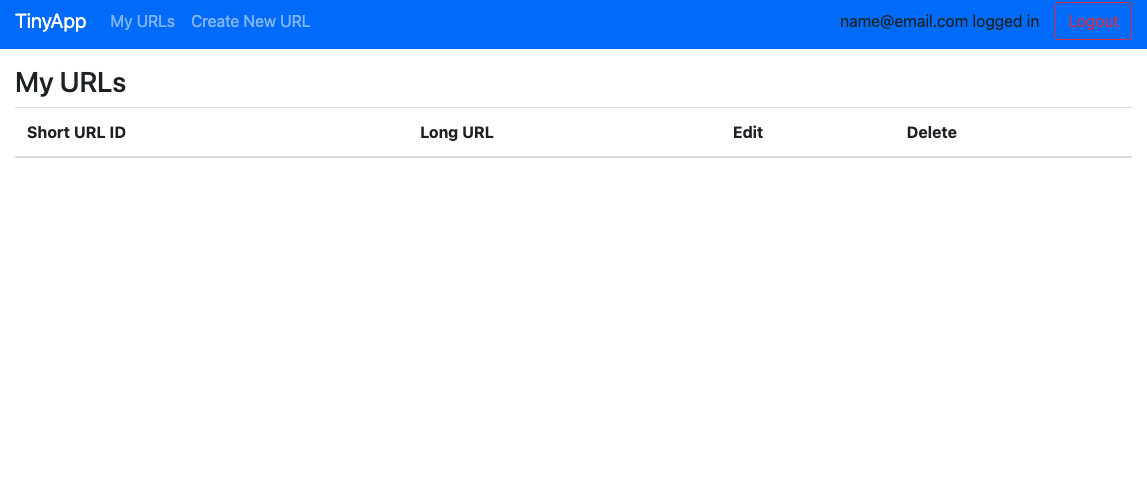 TinyApp My URLs Create New URL name@email.com logged in Logout
My URLs
Short URL ID Long URL Edit Delete